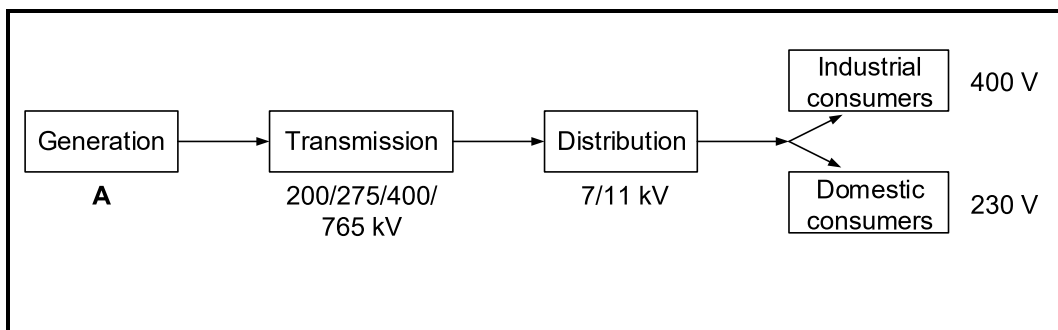 Generation
A
Transmission
200/275/400/
765 kV
Distribution
7/11 kV
Industrial
consumers
400 V
Domestic
consumers
230 V